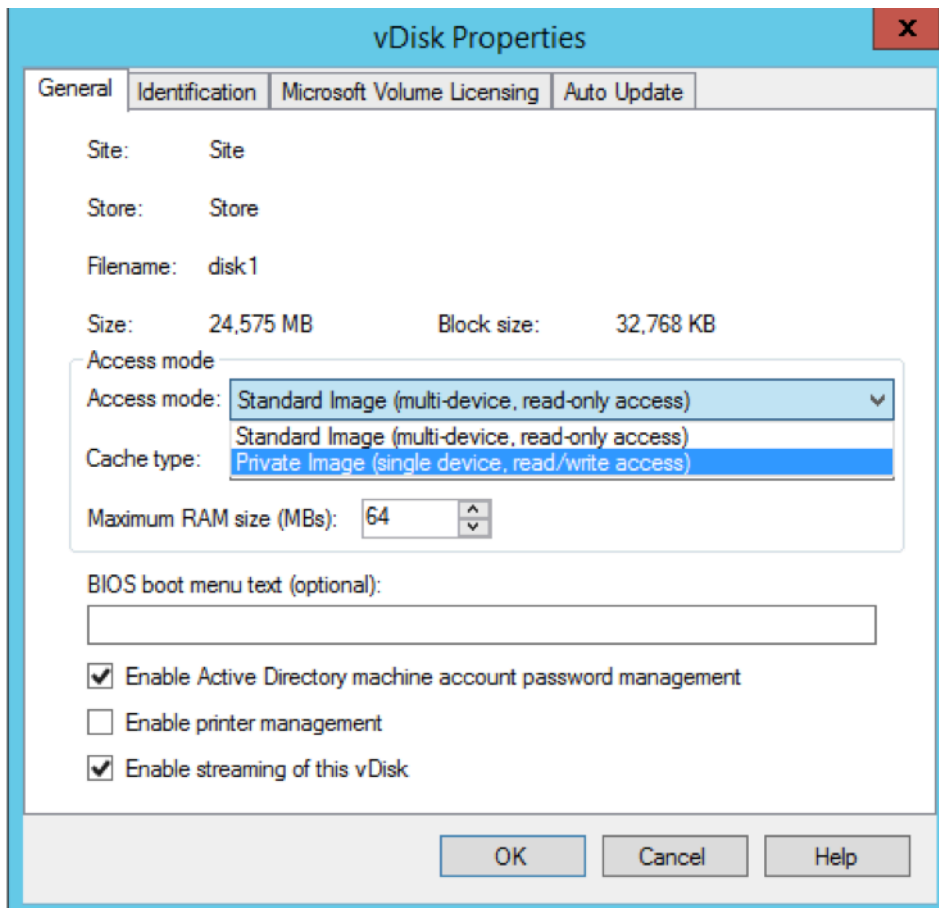 vDisk Properties
x
General Identification Microsoft Volume Licensing Auto Update
Site: Site
Store: Store
Filename: disk1
Size: 24,575 MB Block size: 32,768 KB
Access mode
Access mode: Standard Image (multi-device, read-only access)
Standard Image (multi-device, read-only access)
Cache type: Private Image (single device, read/write access)
Maximum RAM size (MBs): 64
BIOS boot menu text (optional):
Enable Active Directory machine account password management
Enable printer management
Enable streaming of this vDisk
OK Cancel Help